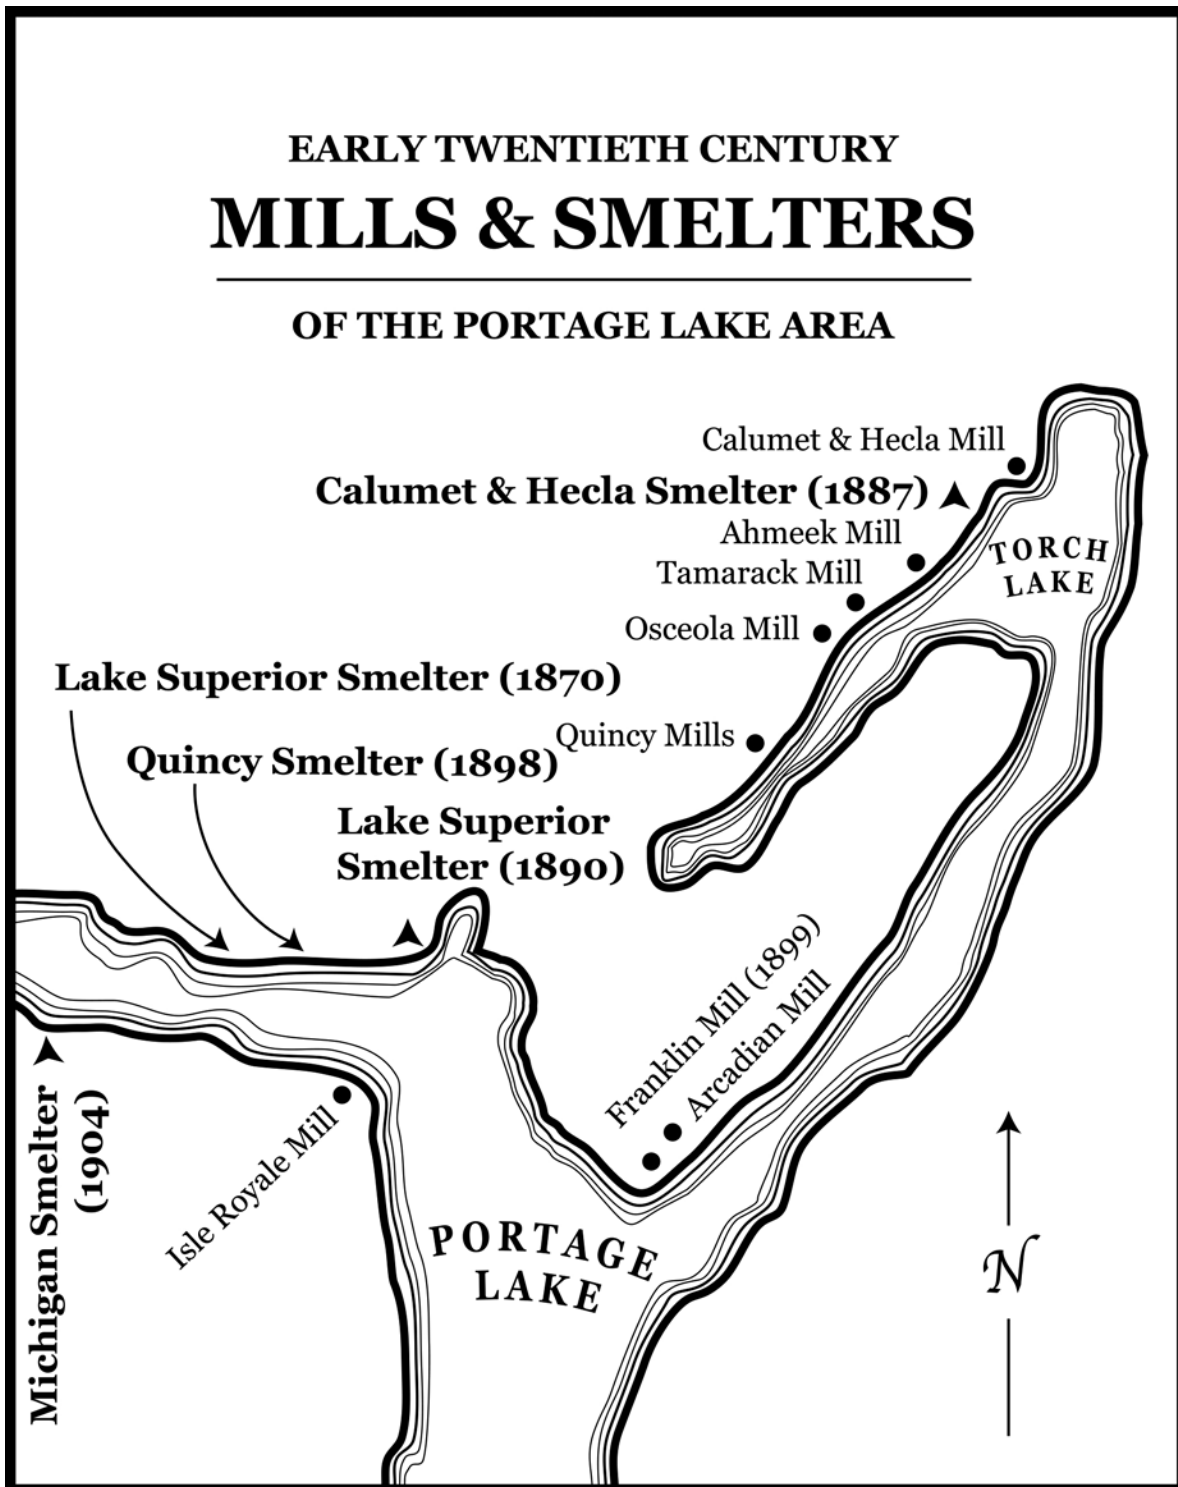 EARLY TWENTIETH CENTURY
MILLS & SMELTERS
OF THE PORTAGE LAKE AREA
Calumet & Hecla Mill
Calumet & Hecla Smelter (1887)
Ahmeek Mill
TORCH
LAKE
Tamarack Mill
Osceola Mill
Lake Superior Smelter (1870)
Quincy Mills
Quincy Smelter (1898)
Lake Superior
Smelter (1890)
Franklin Mill (1899)
Arcadian Mill
Michigan Smelter
(1904)
Isle Royale Mill
PORTAGE
LAKE
N